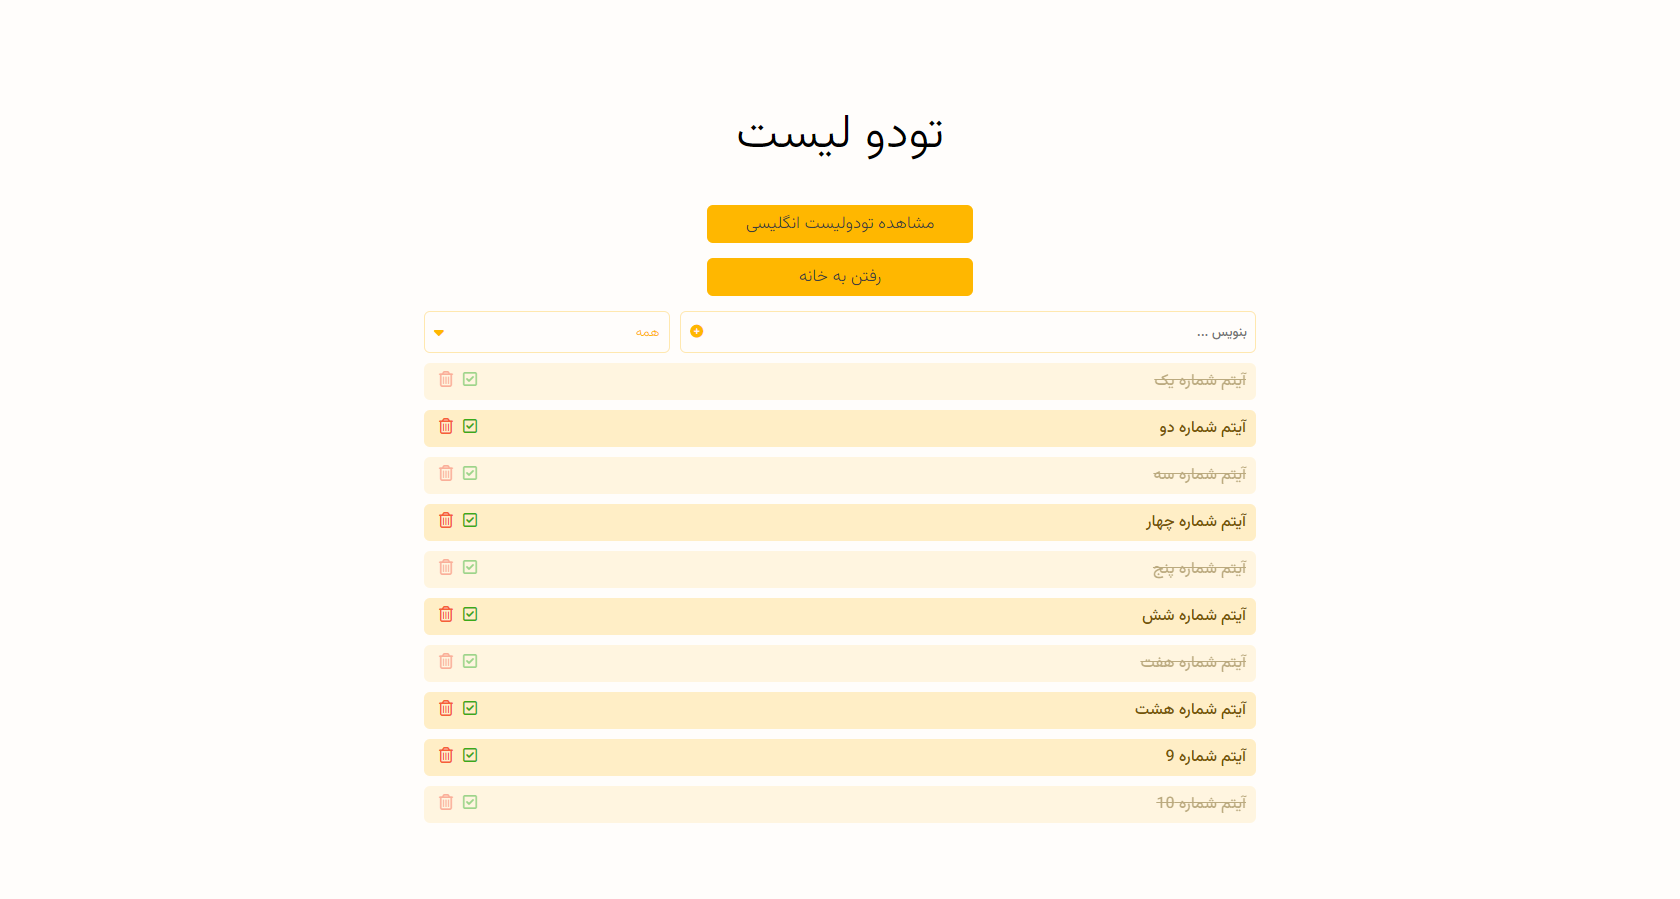 تودو لیست
مشاهده تودولیست انگلیسی
رفتن به خانه
بنویس ...
همه
آیتم شماره یک
آیتم شماره دو
آیتم شماره سه
آیتم شماره چهار
آیتم شماره پنج
آیتم شماره شش
آیتم شماره هفت
آیتم شماره هشت
آیتم شماره 9
آیتم شماره 10